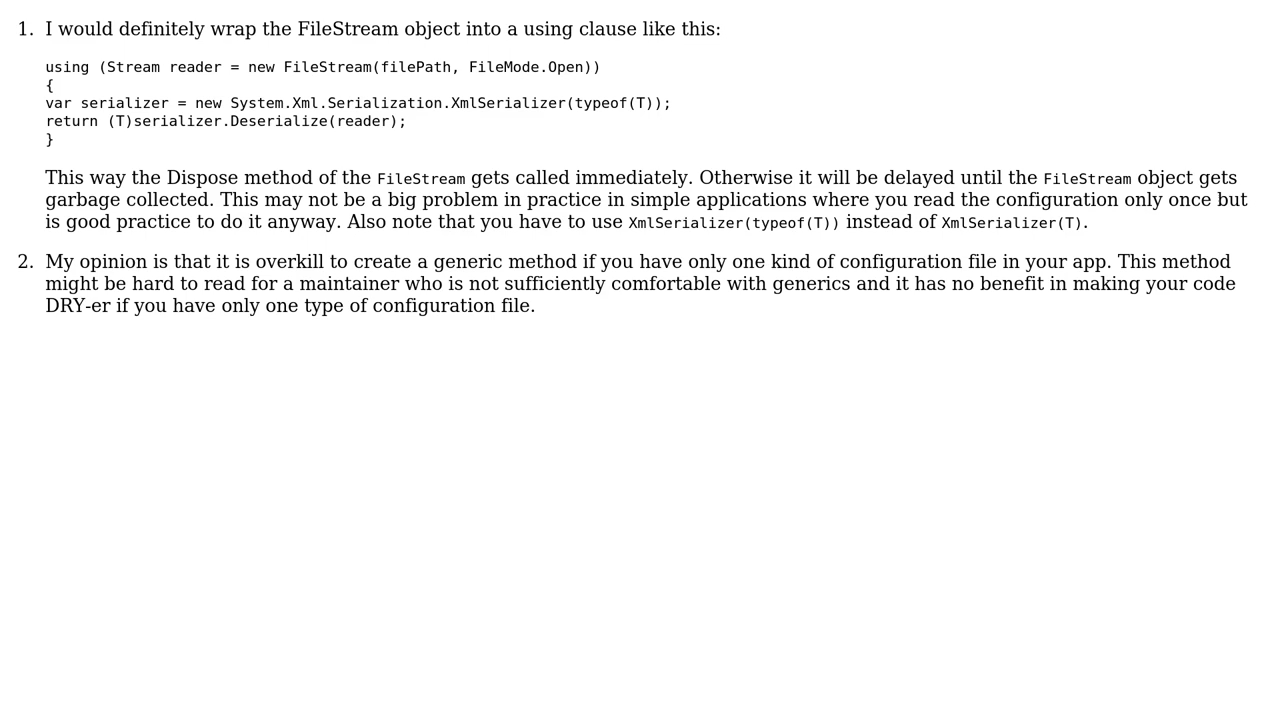 1. I would definitely wrap the FileStream object into a using clause like this:
using (Stream reader = new FileStream(filePath, FileMode.Open))
{
var serializer = new System.Xml.Serialization.XmlSerializer(typeof(T));
return (T)serializer.Deserialize(reader);
}
This way the Dispose method of the FileStream gets called immediately. Otherwise it will be delayed until the FileStream object gets
garbage collected. This may not be a big problem in practice in simple applications where you read the configuration only once but
is good practice to do it anyway. Also note that you have to use XmlSerializer(typeof(T)) instead of XmlSerializer(T).
2. My opinion is that it is overkill to create a generic method if you have only one kind of configuration file in your app. This method
might be hard to read for a maintainer who is not sufficiently comfortable with generics and it has no benefit in making your code
DRY-er if you have only one type of configuration file.